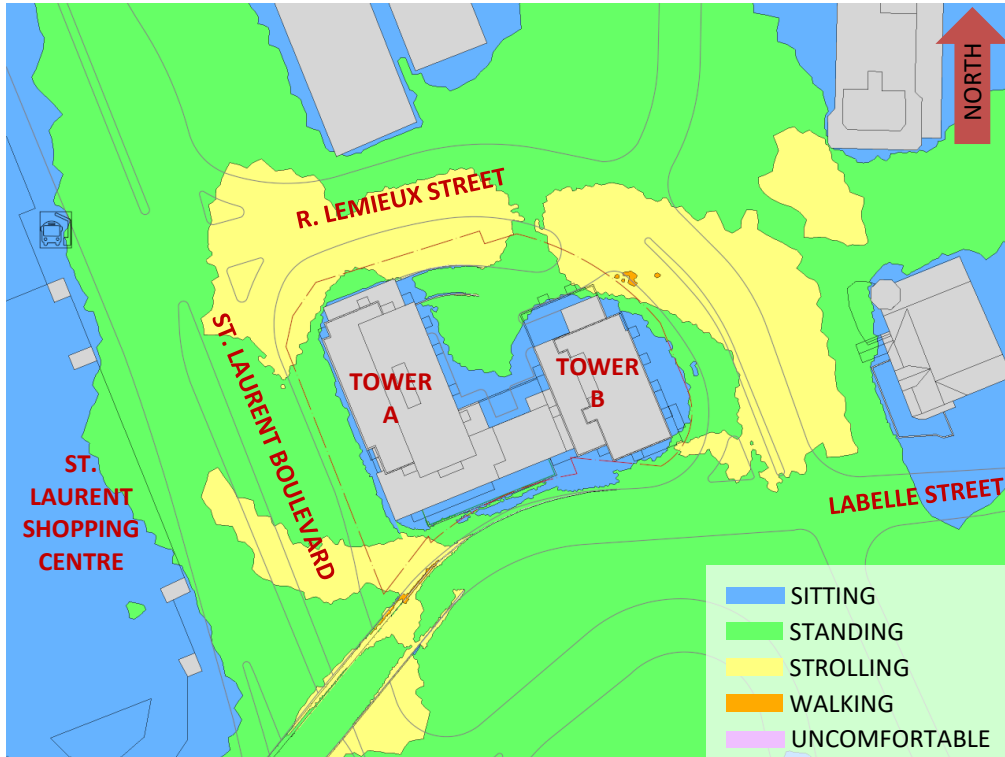 NORTH
R. LEMIEUX STREET
ST. LAURENT BOULEVARD
TOWER
A
TOWER
B
ST.
LAURENT
SHOPPING
CENTRE
LABELLE STREET
SITTING
STANDING
STROLLING
WALKING
UNCOMFORTABLE